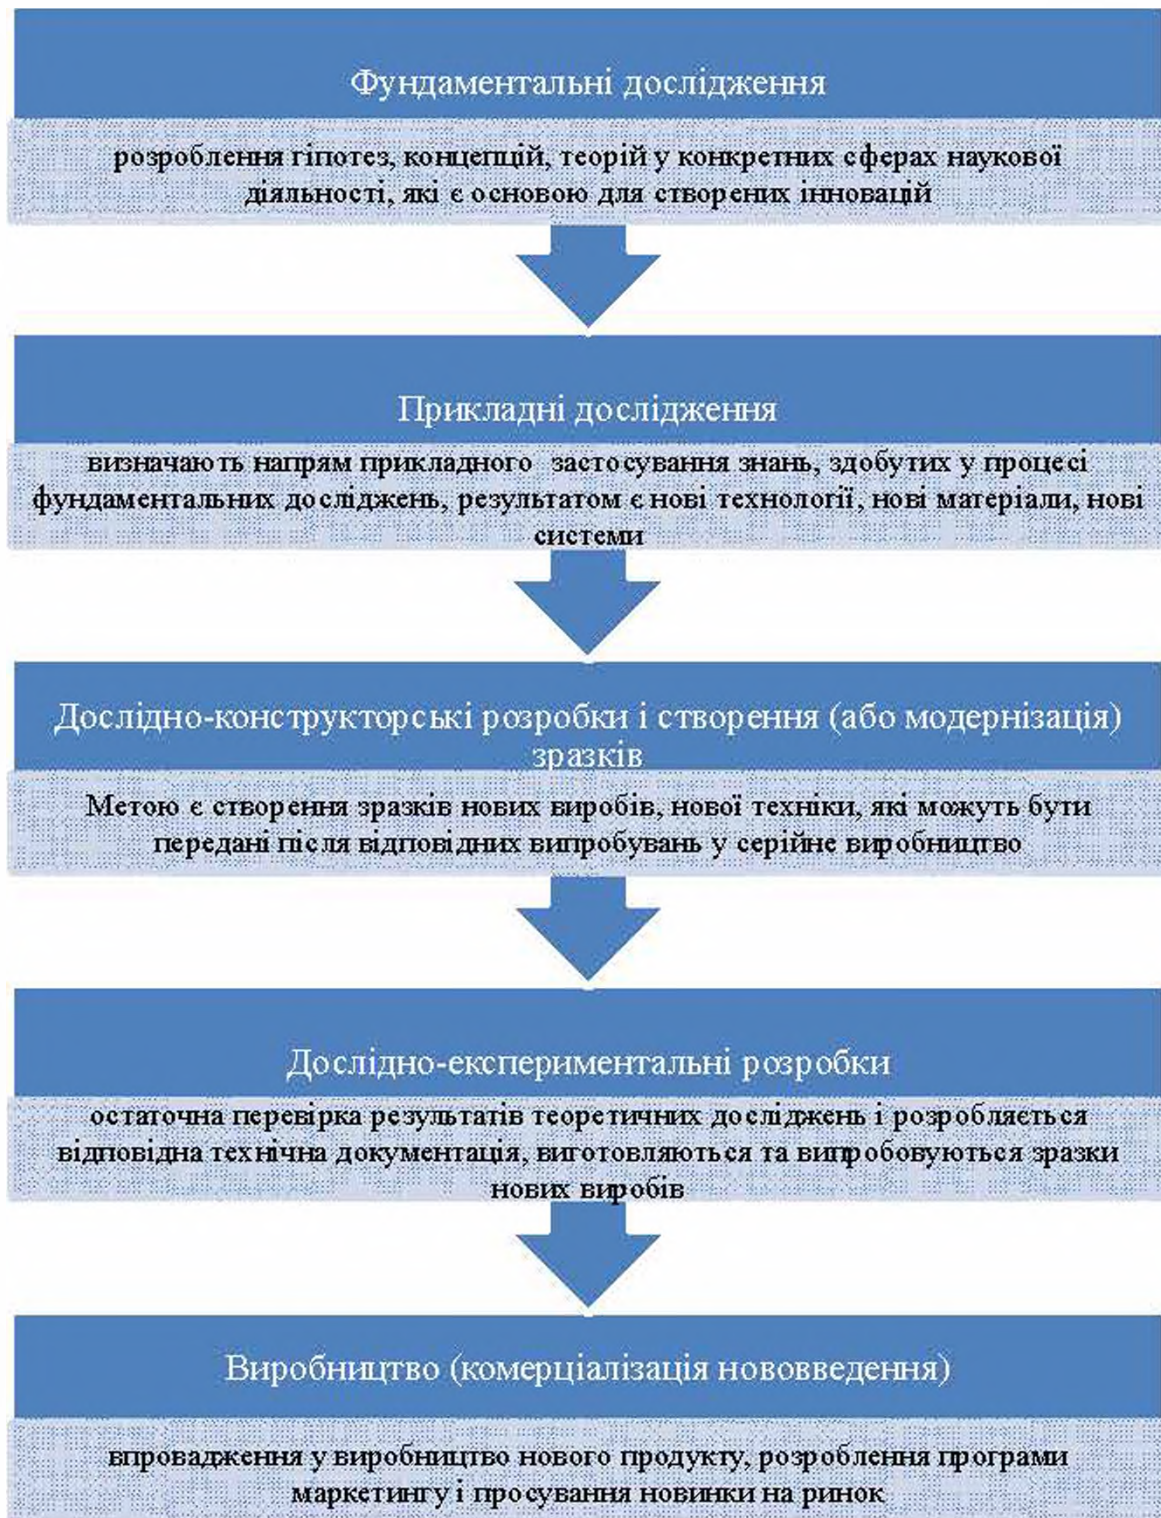 Фундаментальні дослідження
розроблення гіпотез, концепцій, теорій у конкретних сферах наукової
діяльності, які є основою для створених інновацій
Прикладні дослідження
визначають напрям прикладного застосування знань, здобутих у процесі
фундаментальних досліджень, результатом є нові технології, нові матеріали, нові
системи
Дослідно-конструкторські розробки і створення (або модернізація)
зразків
Метою є створення зразків нових виробів, нової техніки, які можуть бути
передані після відповідних випробувань у серійне виробництво
Дослідно-експериментальні розробки
остаточна перевірка результатів теоретичних досліджень і розробляється
відповідна технічна документація, виготовляються та випробовуються зразки
нових виробів
Виробництво (комерціалізація нововведення)
впровадження у виробництво нового продукту, розроблення програми
маркетингу і просування новинки на ринок